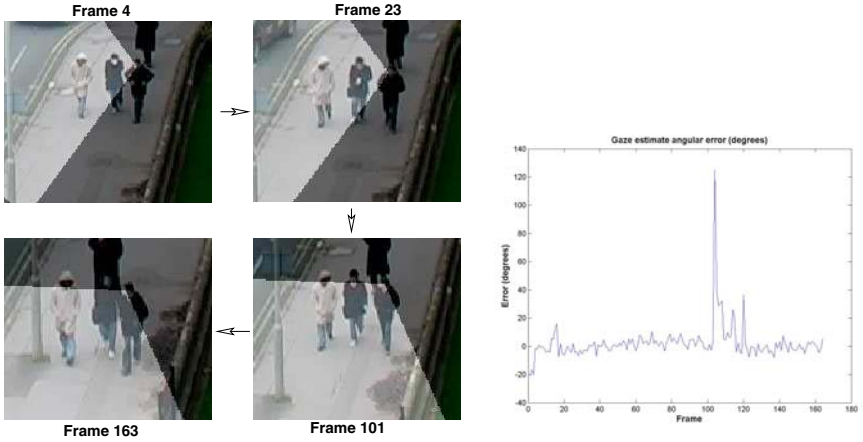 Frame 4
Frame 23
Frame 163
Frame 101
Gaze estimate angular error (degrees)
Error (degrees)
140
120
100
80
60
40
20
0
-20
-40
0 20 40 60 80 100 120 140 160 180
Frame